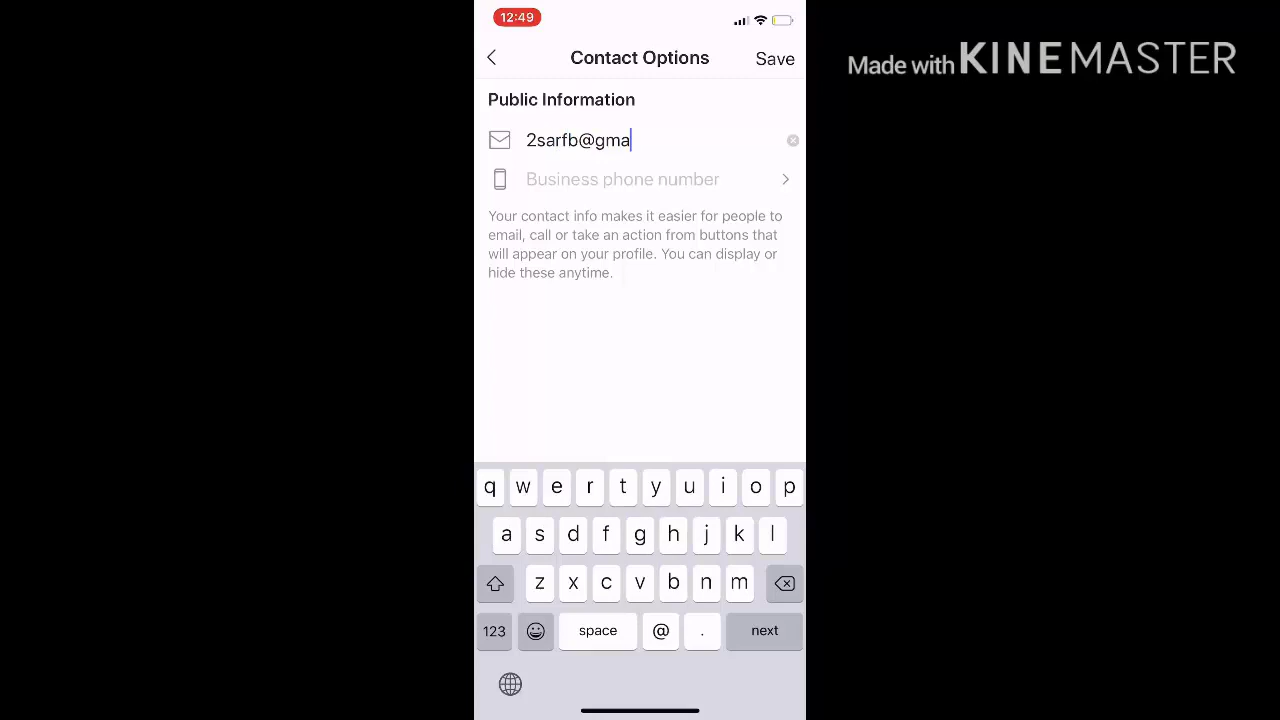 12:49
Contact Options
Save
Made with KINEMASTER
Public Information
2sarfb@gma
Business phone number
Your contact info makes it easier for people to
email, call or take an action from buttons that
will appear on your profile. You can display or
hide these anytime.
q w e r t y u i o p
a s d f g h j k l
z x c v b n m
123 space @ . next